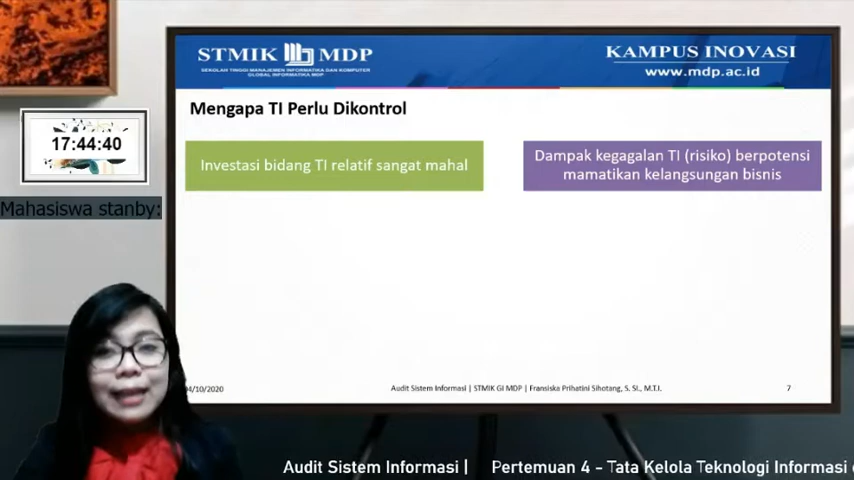 STMIK MDP
SEKOLAH TINGGI MANAJEMEN INFORMATIKA DAN KOMPUTER
GLOBAL INFORMATIKA MDP
KAMPUS INOVASI
www.mdp.ac.id
Mengapa TI Perlu Dikontrol
17:44:40
Investasi bidang TI relatif sangat mahal
Dampak kegagalan TI (risiko) berpotensi
mamatikan kelangsungan bisnis
Mahasiswa stanby:
04/10/2020
Audit Sistem Informasi | STMIK GI MDP | Fransiska Prihatini Sihotang, S. SI., M.T.I.
7
Audit Sistem Informasi | Pertemuan 4 - Tata Kelola Teknologi Informasi